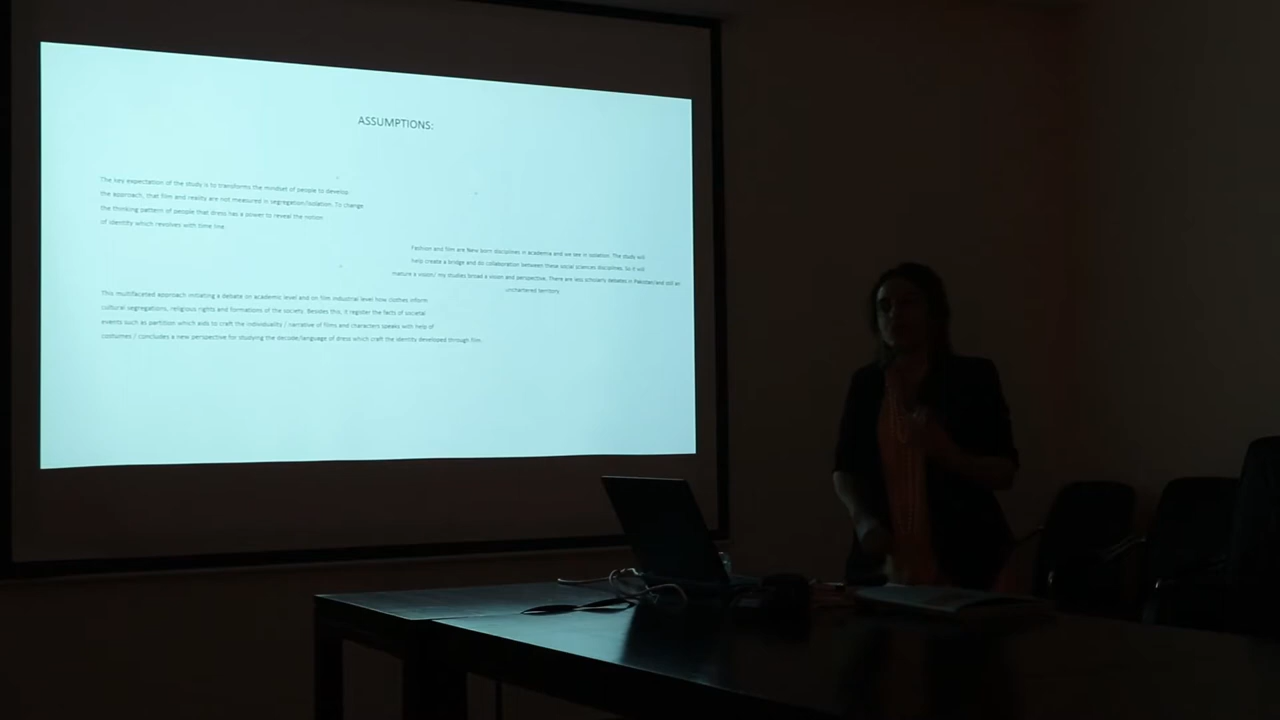 ASSUMPTIONS:
The key expectation of the study is to transforms the mindset of people to develop
the approach, that film and reality are not measured in segregation/isolation. To change
the thinking pattern of people that dress has a power to reveal the notion
of identity which revolves with time line.
Fashion and film are New born disciplines in academia and we see in isolation. The study will
help create a bridge and do collaboration between these social sciences disciplines. So it will
mature a vision/ my studies broad a vision and perspective. There are less scholarly debates in Pakistan/and still an
unchartered territory.
This multifaceted approach initiating a debate on academic level and on film industrial level how clothes inform
cultural segregations, religious rights and formations of the society. Besides this, it register the facts of societal
events such as partition which aids to craft the individuality / narrative of films and characters speaks with help of
costumes / concludes a new perspective for studying the decode/language of dress which craft the identity developed through film.